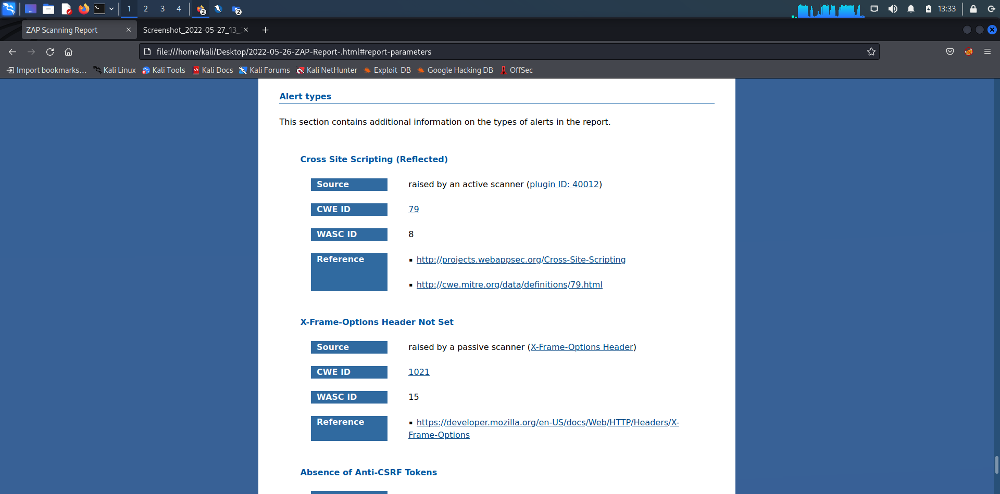 1 2 3 4 2 2 13:33
ZAP Scanning Report Screenshot_2022-05-27_13_
file:///home/kali/Desktop/2022-05-26-ZAP-Report-.html#report-parameters
Import bookmarks... Kali Linux Kali Tools Kali Docs Kali Forums Kali NetHunter Exploit-DB Google Hacking DB OffSec
Alert types
This section contains additional information on the types of alerts in the report.
Cross Site Scripting (Reflected)
Source raised by an active scanner (plugin ID: 40012)
CWE ID 79
WASC ID 8
Reference ▪ http://projects.webappsec.org/Cross-Site-Scripting
▪ http://cwe.mitre.org/data/definitions/79.html
X-Frame-Options Header Not Set
Source raised by a passive scanner (X-Frame-Options Header)
CWE ID 1021
WASC ID 15
Reference ▪ https://developer.mozilla.org/en-US/docs/Web/HTTP/Headers/X-
Frame-Options
Absence of Anti-CSRF Tokens